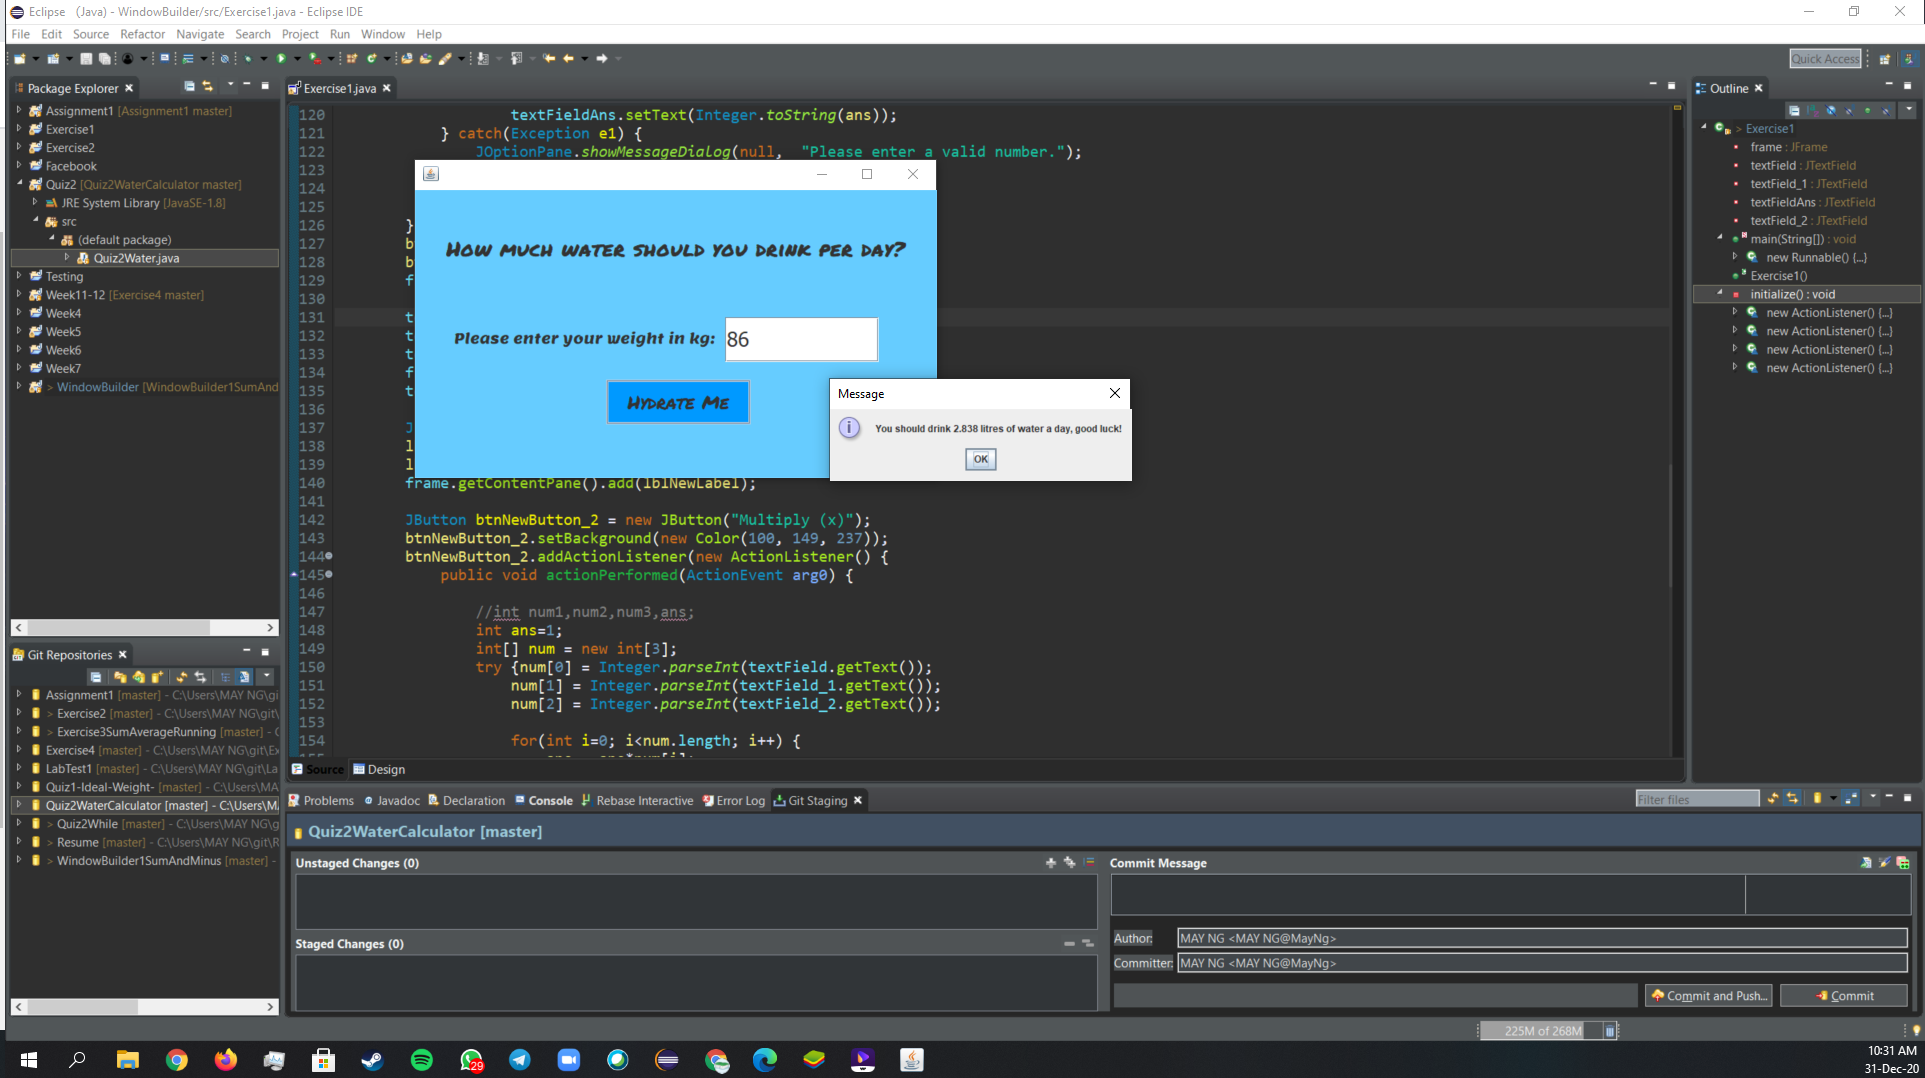 Eclipse   (Java) - WindowBuilder/src/Exercise1.java - Eclipse IDE
File Edit Source Refactor Navigate Search Project Run Window Help
Quick Access
Package Explorer
Assignment1 [Assignment1 master]
Exercise1
Exercise2
Facebook
Quiz2 [Quiz2WaterCalculator master]
JRE System Library [JavaSE-1.8]
src
(default package)
Quiz2Water.java
Testing
Week11-12 [Exercise4 master]
Week4
Week5
Week6
Week7
> WindowBuilder [WindowBuilder1SumAnd
Git Repositories
Assignment1 [master] - C:\Users\MAY NG\gi
> Exercise2 [master] - C:\Users\MAY NG\git\
> Exercise3SumAverageRunning [master] - C
Exercise4 [master] - C:\Users\MAY NG\git\Ex
LabTest1 [master] - C:\Users\MAY NG\git\La
Quiz1-Ideal-Weight- [master] - C:\Users\MA
Quiz2WaterCalculator [master] - C:\Users\M
> Quiz2While [master] - C:\Users\MAY NG\g
> Resume [master] - C:\Users\MAY NG\git\R
> WindowBuilder1SumAndMinus [master] -
Exercise1.java
120 textFieldAns.setText(Integer.toString(ans));
121 } catch(Exception e1) {
122 JOptionPane.showMessageDialog(null,  "Please enter a valid number.");
123
124
125
126 }
127 b
128 b
129 f
130
131 t
132 t
133 t
134 f
135 t
136
137 J
138 l
139 l
140 frame.getContentPane().add(lblNewLabel);
141
142 JButton btnNewButton_2 = new JButton("Multiply (x)");
143 btnNewButton_2.setBackground(new Color(100, 149, 237));
144 btnNewButton_2.addActionListener(new ActionListener() {
145 public void actionPerformed(ActionEvent arg0) {
146
147 //int num1,num2,num3,ans;
148 int ans=1;
149 int[] num = new int[3];
150 try {num[0] = Integer.parseInt(textField.getText());
151 num[1] = Integer.parseInt(textField_1.getText());
152 num[2] = Integer.parseInt(textField_2.getText());
153
154 for(int i=0; i<num.length; i++) {
Source Design
How much water should you drink per day?
Please enter your weight in kg: 86
Hydrate Me
Message
You should drink 2.838 litres of water a day, good luck!
OK
Outline
> Exercise1
frame : JFrame
textField : JTextField
textField_1 : JTextField
textFieldAns : JTextField
textField_2 : JTextField
main(String[]) : void
new Runnable() {...}
Exercise1()
initialize() : void
new ActionListener() {...}
new ActionListener() {...}
new ActionListener() {...}
new ActionListener() {...}
Problems Javadoc Declaration Console Rebase Interactive Error Log Git Staging
Filter files
Quiz2WaterCalculator [master]
Unstaged Changes (0)
Staged Changes (0)
Commit Message
Author: MAY NG <MAY NG@MayNg>
Committer: MAY NG <MAY NG@MayNg>
Commit and Push... Commit
225M of 268M
29
10:31 AM
31-Dec-20